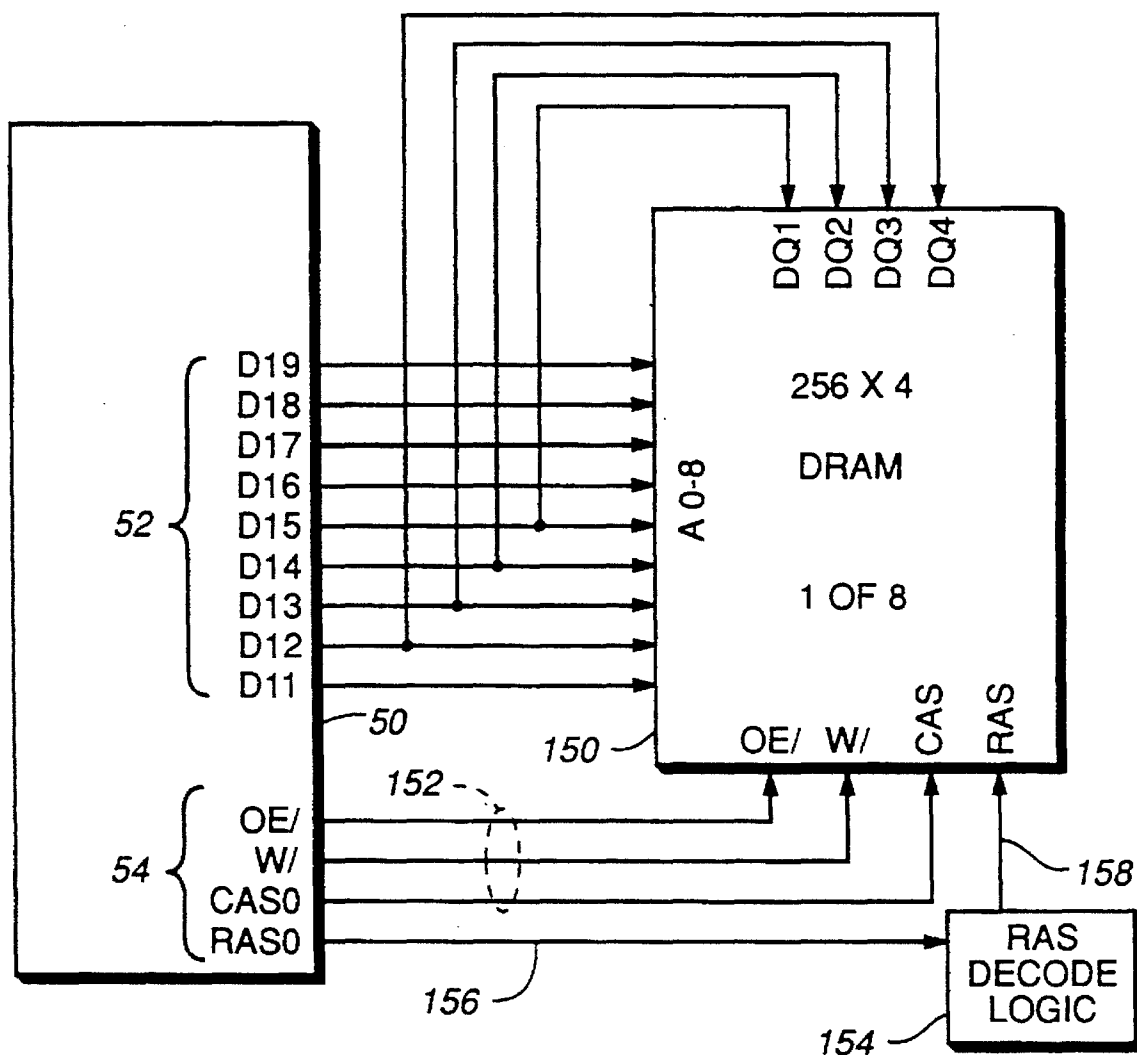 DQ1
DQ2
DQ3
DQ4
D19
D18
D17
D16
D15
D14
D13
D12
D11
52
A 0-8
256 X 4
DRAM
1 OF 8
50
150
OE/
W/
CAS
RAS
152
54
OE/
W/
CAS0
RAS0
156
158
RAS
DECODE
LOGIC
154